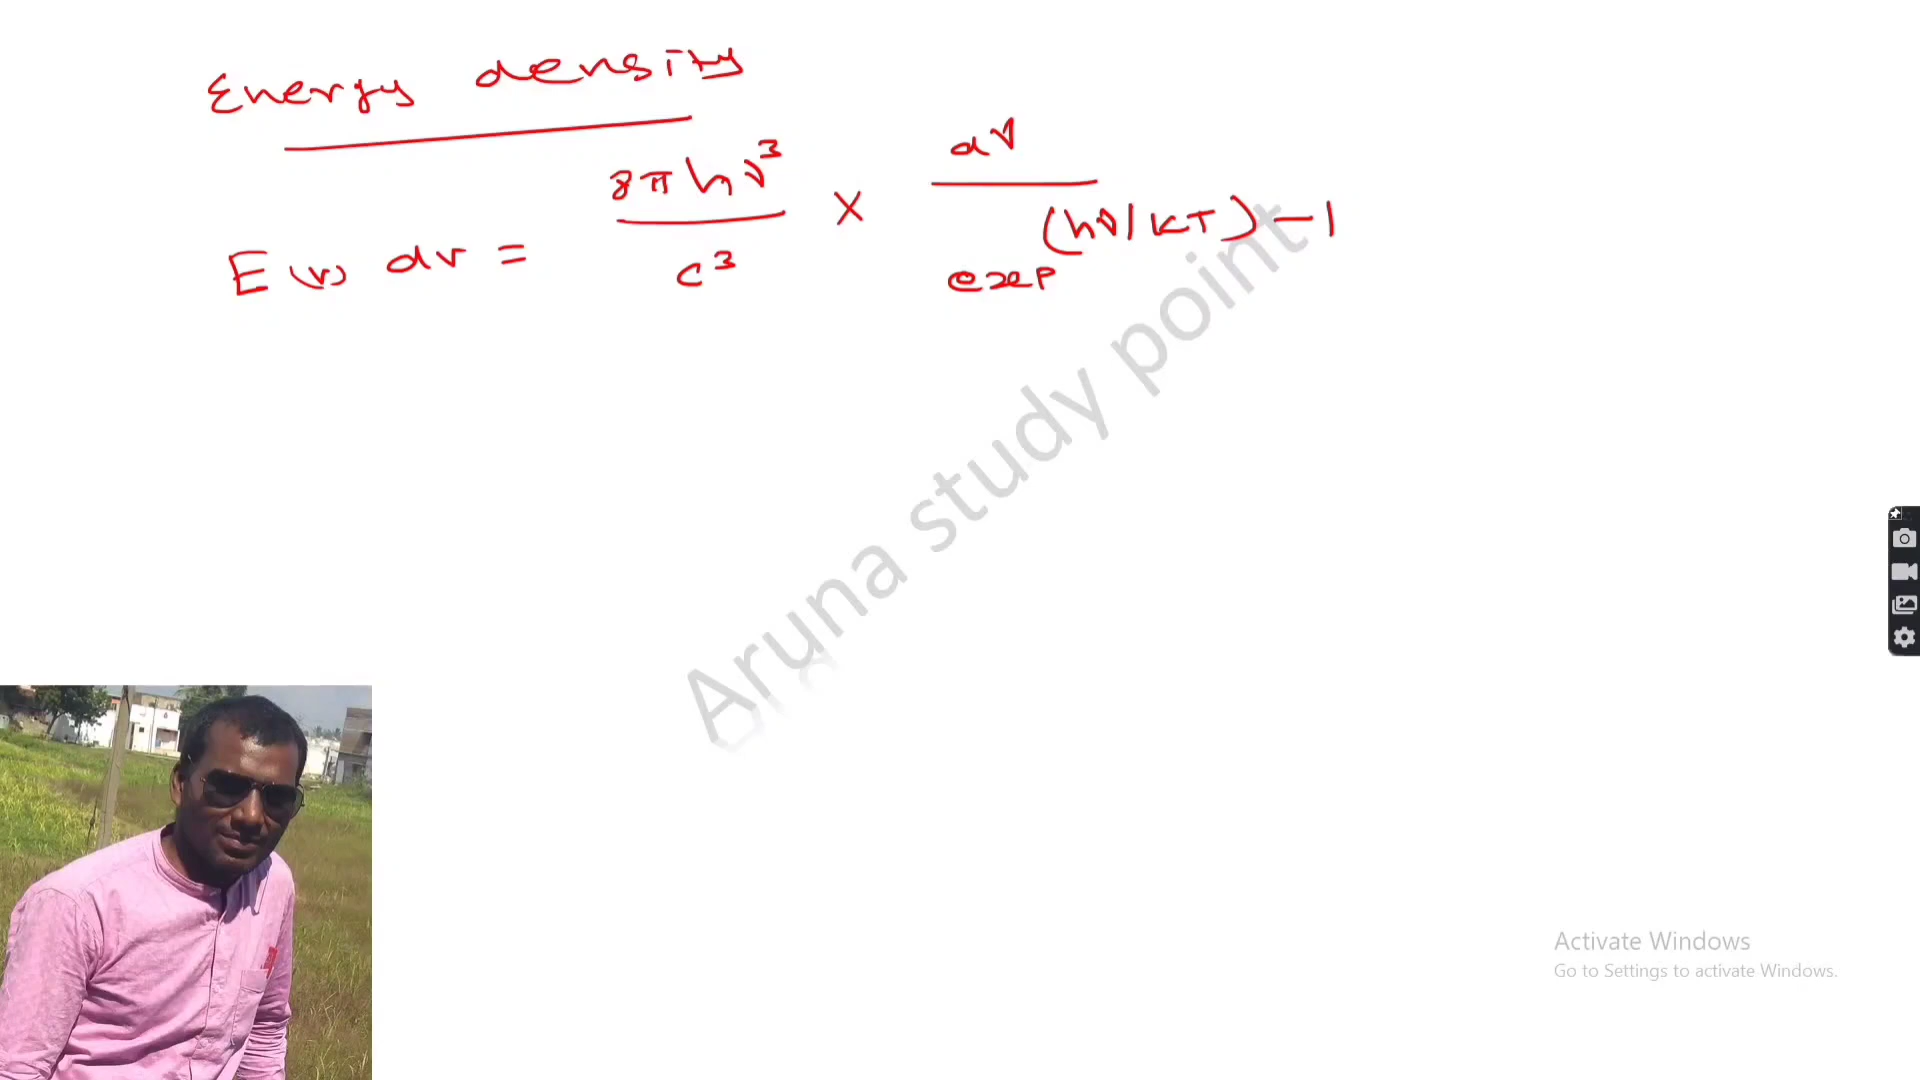 Energy density
E(ν) dν = 8πhν³ / c³ × dν / exp(hν/KT) - 1
Aruna study point
Activate Windows
Go to Settings to activate Windows.